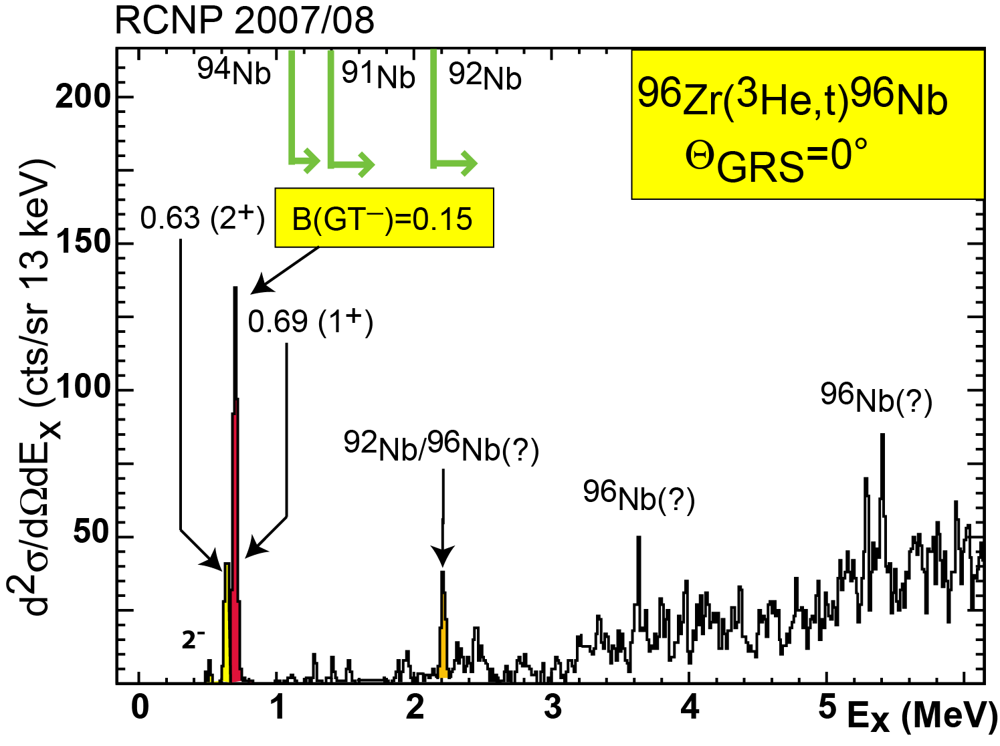 RCNP 2007/08
94Nb
91Nb
92Nb
96Zr(3He,t)96Nb
ΘGRS=0°
200
150
100
50
d2σ/dΩdEx (cts/sr 13 keV)
0.63 (2+)
B(GT–)=0.15
0.69 (1+)
96Nb(?)
92Nb/96Nb(?)
96Nb(?)
2-
0
1
2
3
4
5
Ex (MeV)